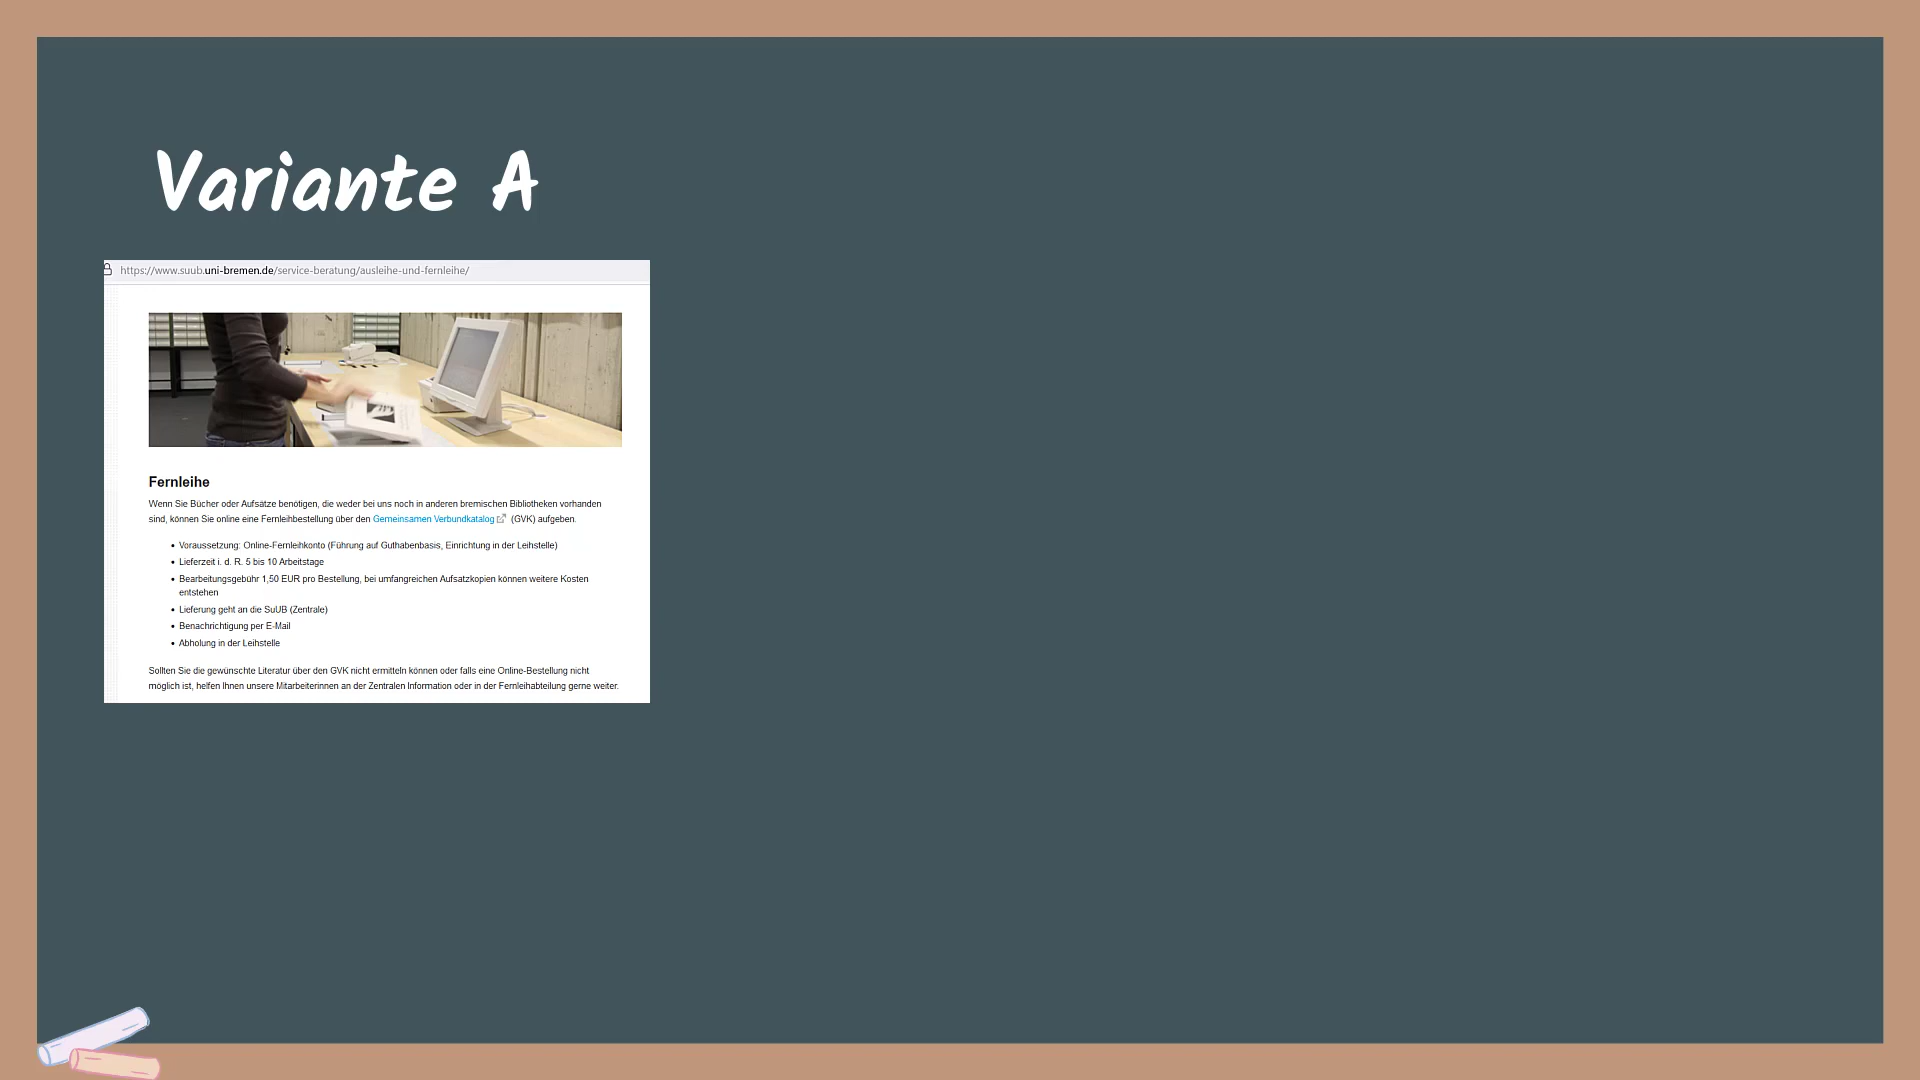 Variante A
https://www.suub.uni-bremen.de/service-beratung/ausleihe-und-fernleihe/
Fernleihe
Wenn Sie Bücher oder Aufsätze benötigen, die weder bei uns noch in anderen bremischen Bibliotheken vorhanden
sind, können Sie online eine Fernleihbestellung über den Gemeinsamen Verbundkatalog (GVK) aufgeben.
• Voraussetzung: Online-Fernleihkonto (Führung auf Guthabenbasis, Einrichtung in der Leihstelle)
• Lieferzeit i. d. R. 5 bis 10 Arbeitstage
• Bearbeitungsgebühr 1,50 EUR pro Bestellung, bei umfangreichen Aufsatzkopien können weitere Kosten
entstehen
• Lieferung geht an die SuUB (Zentrale)
• Benachrichtigung per E-Mail
• Abholung in der Leihstelle
Sollten Sie die gewünschte Literatur über den GVK nicht ermitteln können oder falls eine Online-Bestellung nicht
möglich ist, helfen Ihnen unsere Mitarbeiterinnen an der Zentralen Information oder in der Fernleihabteilung gerne weiter.